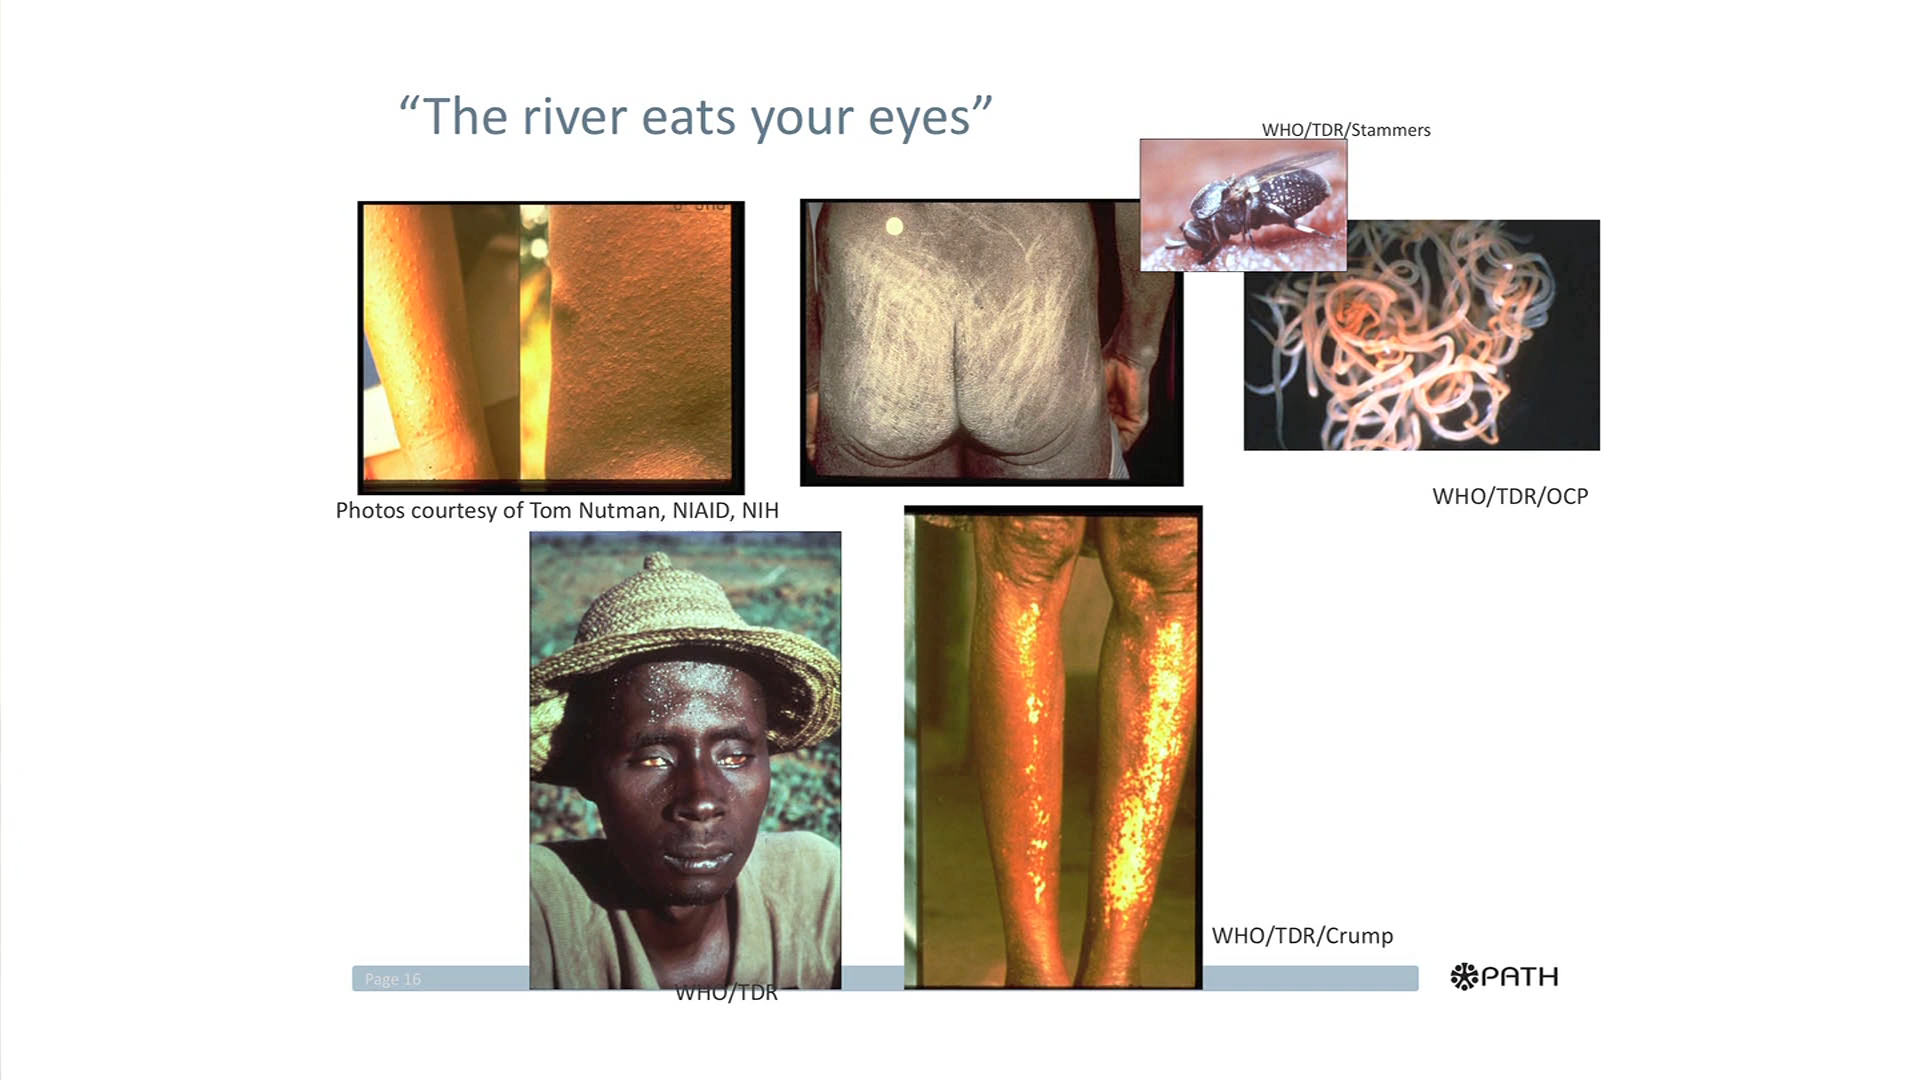 “The river eats your eyes”
WHO/TDR/Stammers
Photos courtesy of Tom Nutman, NIAID, NIH
WHO/TDR/OCP
WHO/TDR/Crump
Page 16
WHO/TDR
PATH